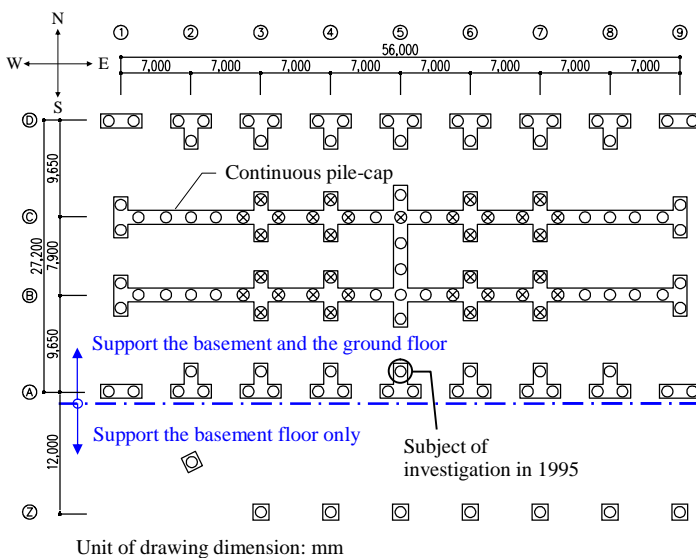 N
W E
S
① ② ③ ④ ⑤ ⑥ ⑦ ⑧ ⑨
56,000
7,000 7,000 7,000 7,000 7,000 7,000 7,000 7,000
Ⓓ
9,650
Continuous pile-cap
Ⓒ
27,200
7,900
Ⓑ
9,650
Support the basement and the ground floor
Ⓐ
Support the basement floor only
12,000
Subject of
investigation in 1995
Ⓩ
Unit of drawing dimension: mm